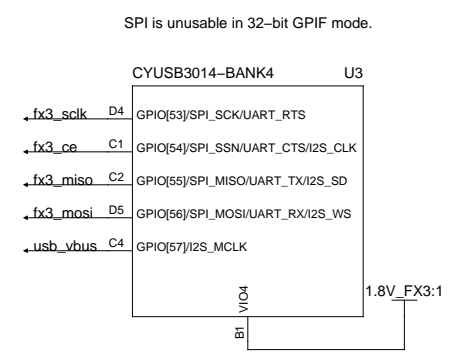 SPI is unusable in 32−bit GPIF mode.
CYUSB3014−BANK4 U3
fx3_sclk D4 GPIO[53]/SPI_SCK/UART_RTS
fx3_ce C1 GPIO[54]/SPI_SSN/UART_CTS/I2S_CLK
fx3_miso C2 GPIO[55]/SPI_MISO/UART_TX/I2S_SD
fx3_mosi D5 GPIO[56]/SPI_MOSI/UART_RX/I2S_WS
usb_vbus C4 GPIO[57]/I2S_MCLK
1.8V_FX3:1
VIO4
B1